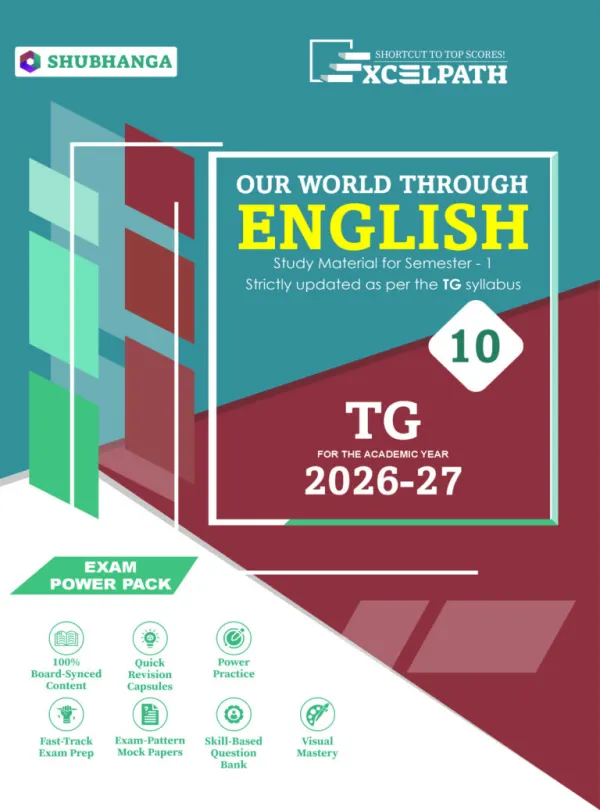 SHUBHANGA
SHORTCUT TO TOP SCORES!
EXCELPATH
OUR WORLD THROUGH
ENGLISH
Study Material for Semester - 1
Strictly updated as per the TG syllabus
10
TG
FOR THE ACADEMIC YEAR
2026-27
EXAM
POWER PACK
100%
Board-Synced
Content
Quick
Revision
Capsules
Power
Practice
Fast-Track
Exam Prep
Exam-Pattern
Mock Papers
Skill-Based
Question
Bank
Visual
Mastery